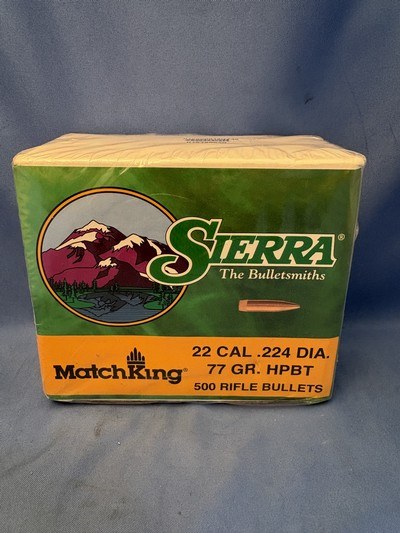 SIERRA®
The Bulletsmiths
22 CAL .224 DIA.
MatchKing®
77 GR. HPBT
500 RIFLE BULLETS